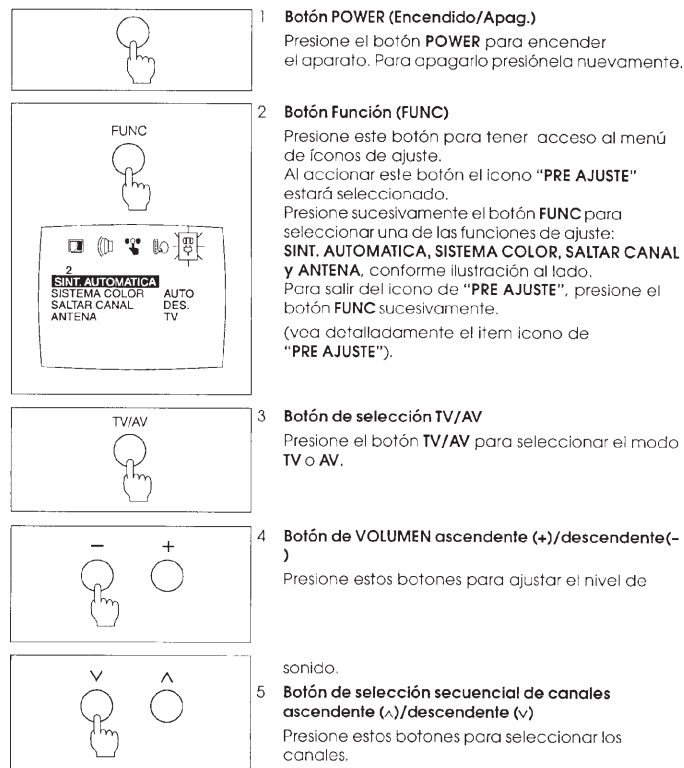 1 Botón POWER (Encendido/Apag.)
Presione el botón POWER para encender
el aparato. Para apagarlo presiónela nuevamente.
2 Botón Función (FUNC)
FUNC
Presione este botón para tener acceso al menú
de íconos de ajuste.
Al accionar este botón el icono "PRE AJUSTE"
estará seleccionado.
Presione sucesivamente el botón FUNC para
seleccionar una de las funciones de ajuste:
SINT. AUTOMATICA, SISTEMA COLOR, SALTAR CANAL
y ANTENA, conforme ilustración al lado.
Para salir del icono de "PRE AJUSTE", presione el
botón FUNC sucesivamente.
(vea detalladamente el item icono de
"PRE AJUSTE").
2
SINT. AUTOMATICA
SISTEMA COLOR AUTO
SALTAR CANAL DES.
ANTENA TV
3 Botón de selección TV/AV
TV/AV
Presione el botón TV/AV para seleccionar el modo
TV o AV.
4 Botón de VOLUMEN ascendente (+)/descendente(–
)
– +
Presione estos botones para ajustar el nivel de
sonido.
5 Botón de selección secuencial de canales
ascendente (∧)/descendente (∨)
∨ ∧
Presione estos botones para seleccionar los
canales.